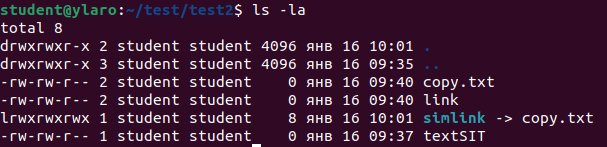 student@ylaro:~/test/test2$ ls -la
total 8
drwxrwxr-x 2 student student 4096 янв 16 10:01 .
drwxrwxr-x 3 student student 4096 янв 16 09:35 ..
-rw-rw-r-- 2 student student    0 янв 16 09:40 copy.txt
-rw-rw-r-- 2 student student    0 янв 16 09:40 link
lrwxrwxrwx 1 student student    8 янв 16 10:01 simlink -> copy.txt
-rw-rw-r-- 1 student student    0 янв 16 09:37 textSIT